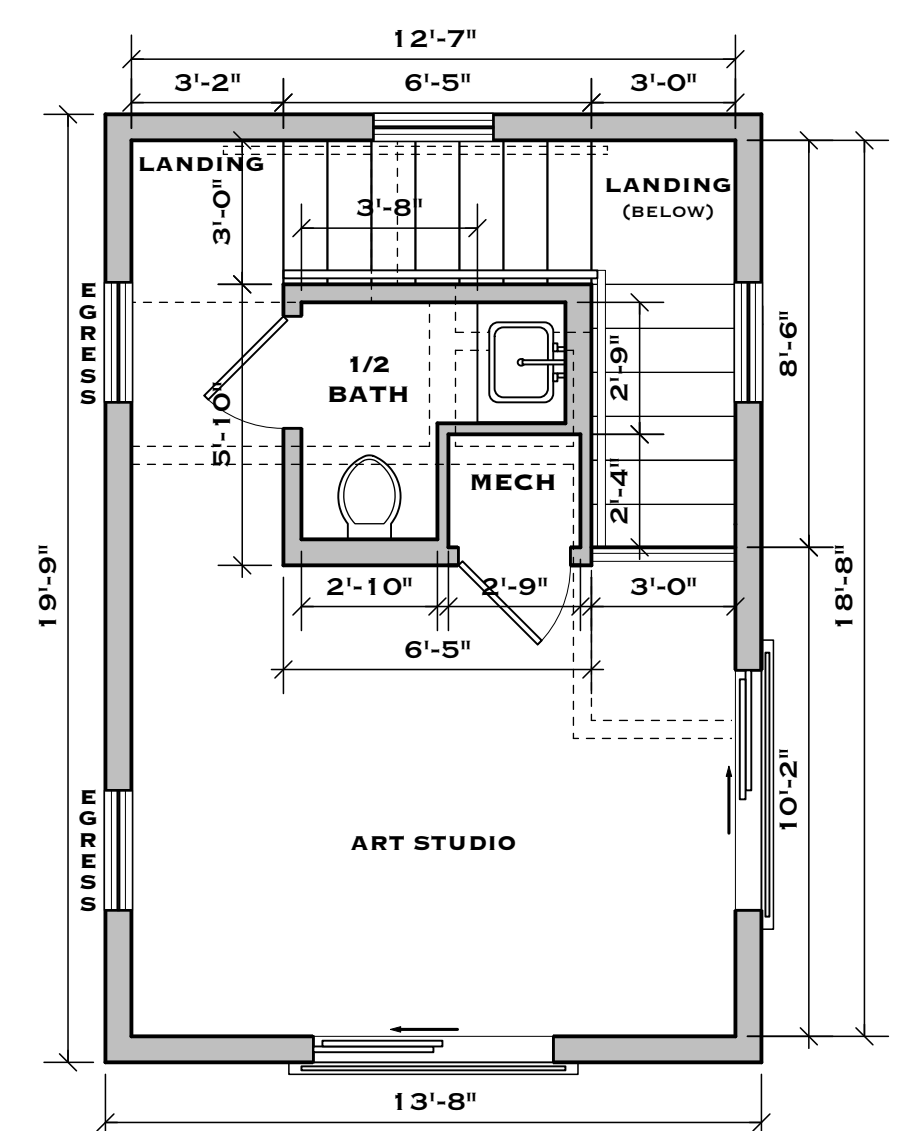 12'-7"
3'-2"
6'-5"
3'-0"
LANDING
LANDING
(BELOW)
3'-0"
3'-8"
EGRESS
1/2
BATH
5'-10"
2'-9"
8'-6"
MECH
2'-4"
19'-9"
2'-10"
2'-9"
3'-0"
18'-8"
6'-5"
10'-2"
EGRESS
ART STUDIO
13'-8"